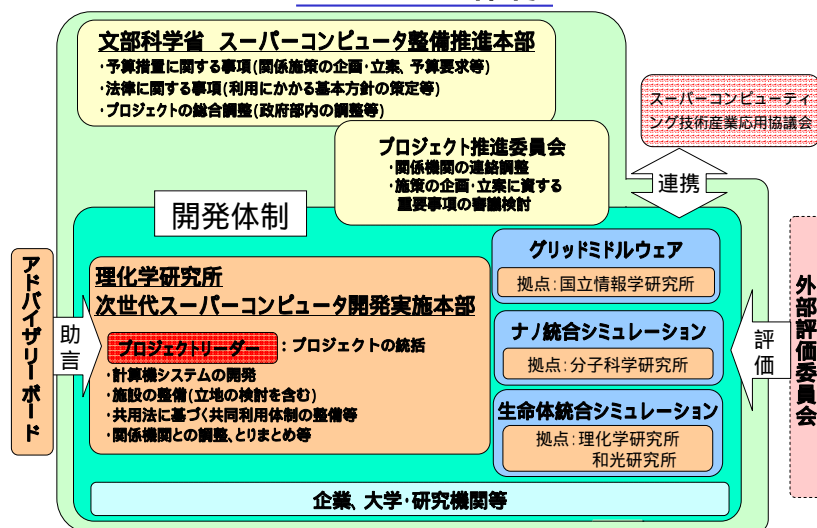 文部科学省 スーパーコンピュータ整備推進本部
・予算措置に関する事項(関係施策の企画・立案、予算要求等)
・法律に関する事項(利用にかかる基本方針の策定等)
・プロジェクトの総合調整(政府部内の調整等)
スーパーコンピューティ
ング技術産業応用協議会
プロジェクト推進委員会
・関係機関の連絡調整
・施策の企画・立案に資する
重要事項の審議検討
連携
開発体制
アドバイザリーボード
助言
理化学研究所
次世代スーパーコンピュータ開発実施本部
プロジェクトリーダー :プロジェクトの統括
・計算機システムの開発
・施設の整備(立地の検討を含む)
・共用法に基づく共同利用体制の整備等
・関係機関との調整、とりまとめ等
グリッドミドルウェア
拠点:国立情報学研究所
ナノ統合シミュレーション
拠点:分子科学研究所
生命体統合シミュレーション
拠点:理化学研究所
和光研究所
評価
外部評価委員会
企業、大学・研究機関等